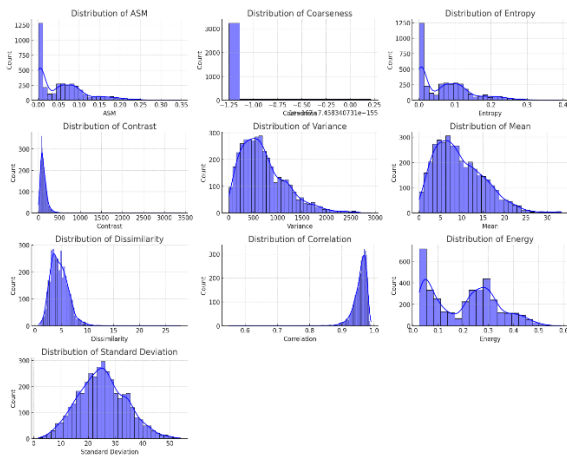 Distribution of ASM
Distribution of Coarseness
Distribution of Entropy
Count
1250
1000
750
500
250
0
0.00 0.05 0.10 0.15 0.20 0.25 0.30 0.35
ASM
Count
3000
2000
1000
0
-1.25 -1.00 -0.75 -0.50 -0.25 0.00 0.25
Count
1250
1000
750
500
250
0
0.0 0.1 0.2 0.3 0.4
Entropy
Distribution of Contrast
Distribution of Variance
Distribution of Mean
Count
300
200
100
0
0 500 1000 1500 2000 2500 3000 3500
Contrast
Count
300
200
100
0
0 500 1000 1500 2000 2500 3000
Variance
Count
300
200
100
0
0 5 10 15 20 25 30
Mean
Distribution of Dissimilarity
Distribution of Correlation
Distribution of Energy
Count
300
200
100
0
0 5 10 15 20 25
Dissimilarity
Count
300
200
100
0
0.6 0.7 0.8 0.9 1.0
Correlation
Count
600
400
200
0
0.0 0.1 0.2 0.3 0.4 0.5 0.6
Energy
Distribution of Standard Deviation
Count
300
200
100
0
0 10 20 30 40 50
Standard Deviation